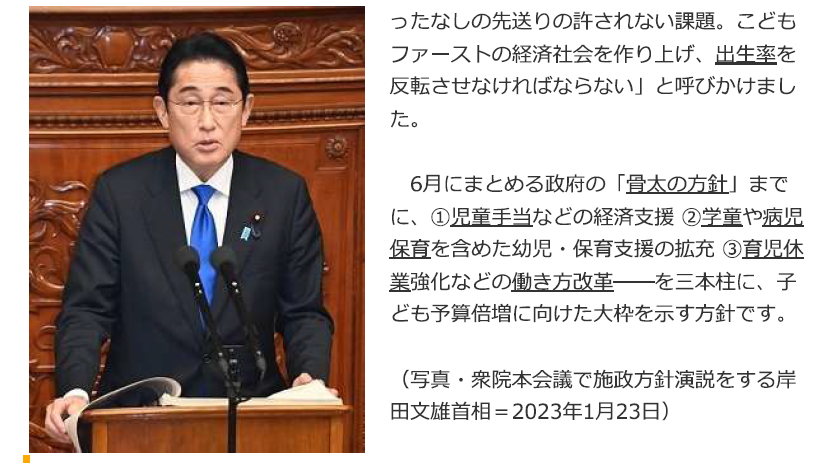 ったなしの先送りの許されない課題。こども
ファーストの経済社会を作り上げ、出生率を
反転させなければならない」と呼びかけまし
た。
　6月にまとめる政府の「骨太の方針」まで
に、①児童手当などの経済支援 ②学童や病児
保育を含めた幼児・保育支援の拡充 ③育児休
業強化などの働き方改革――を三本柱に、子
ども予算倍増に向けた大枠を示す方針です。
（写真・衆院本会議で施政方針演説をする岸
田文雄首相＝2023年1月23日）